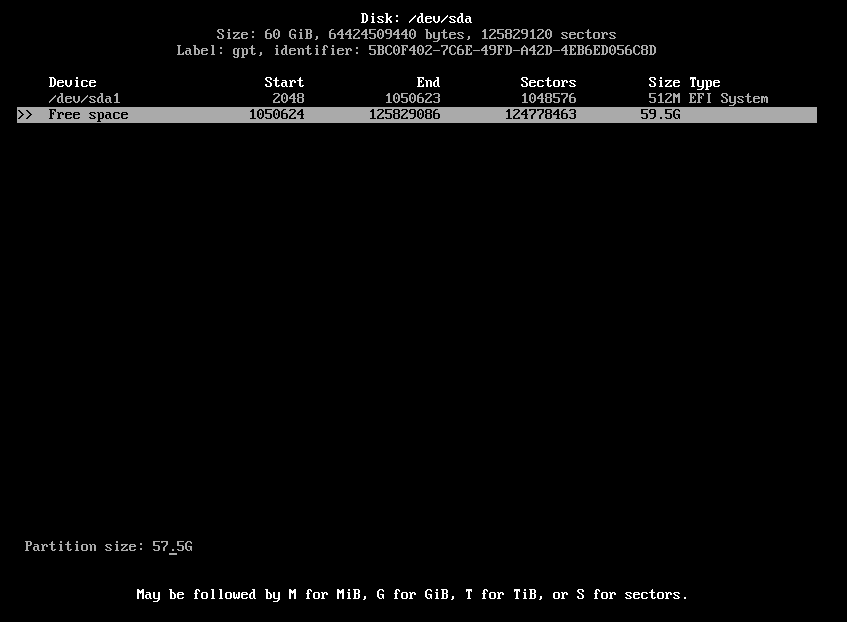 Disk: /dev/sda
Size: 60 GiB, 64424509440 bytes, 125829120 sectors
Label: gpt, identifier: 5BC0F402-7C6E-49FD-A42D-4EB6ED056C8D
Device Start End Sectors Size Type
/dev/sda1 2048 1050623 1048576 512M EFI System
>> Free space 1050624 125829086 124778463 59.5G
Partition size: 57.5G
May be followed by M for MiB, G for GiB, T for TiB, or S for sectors.